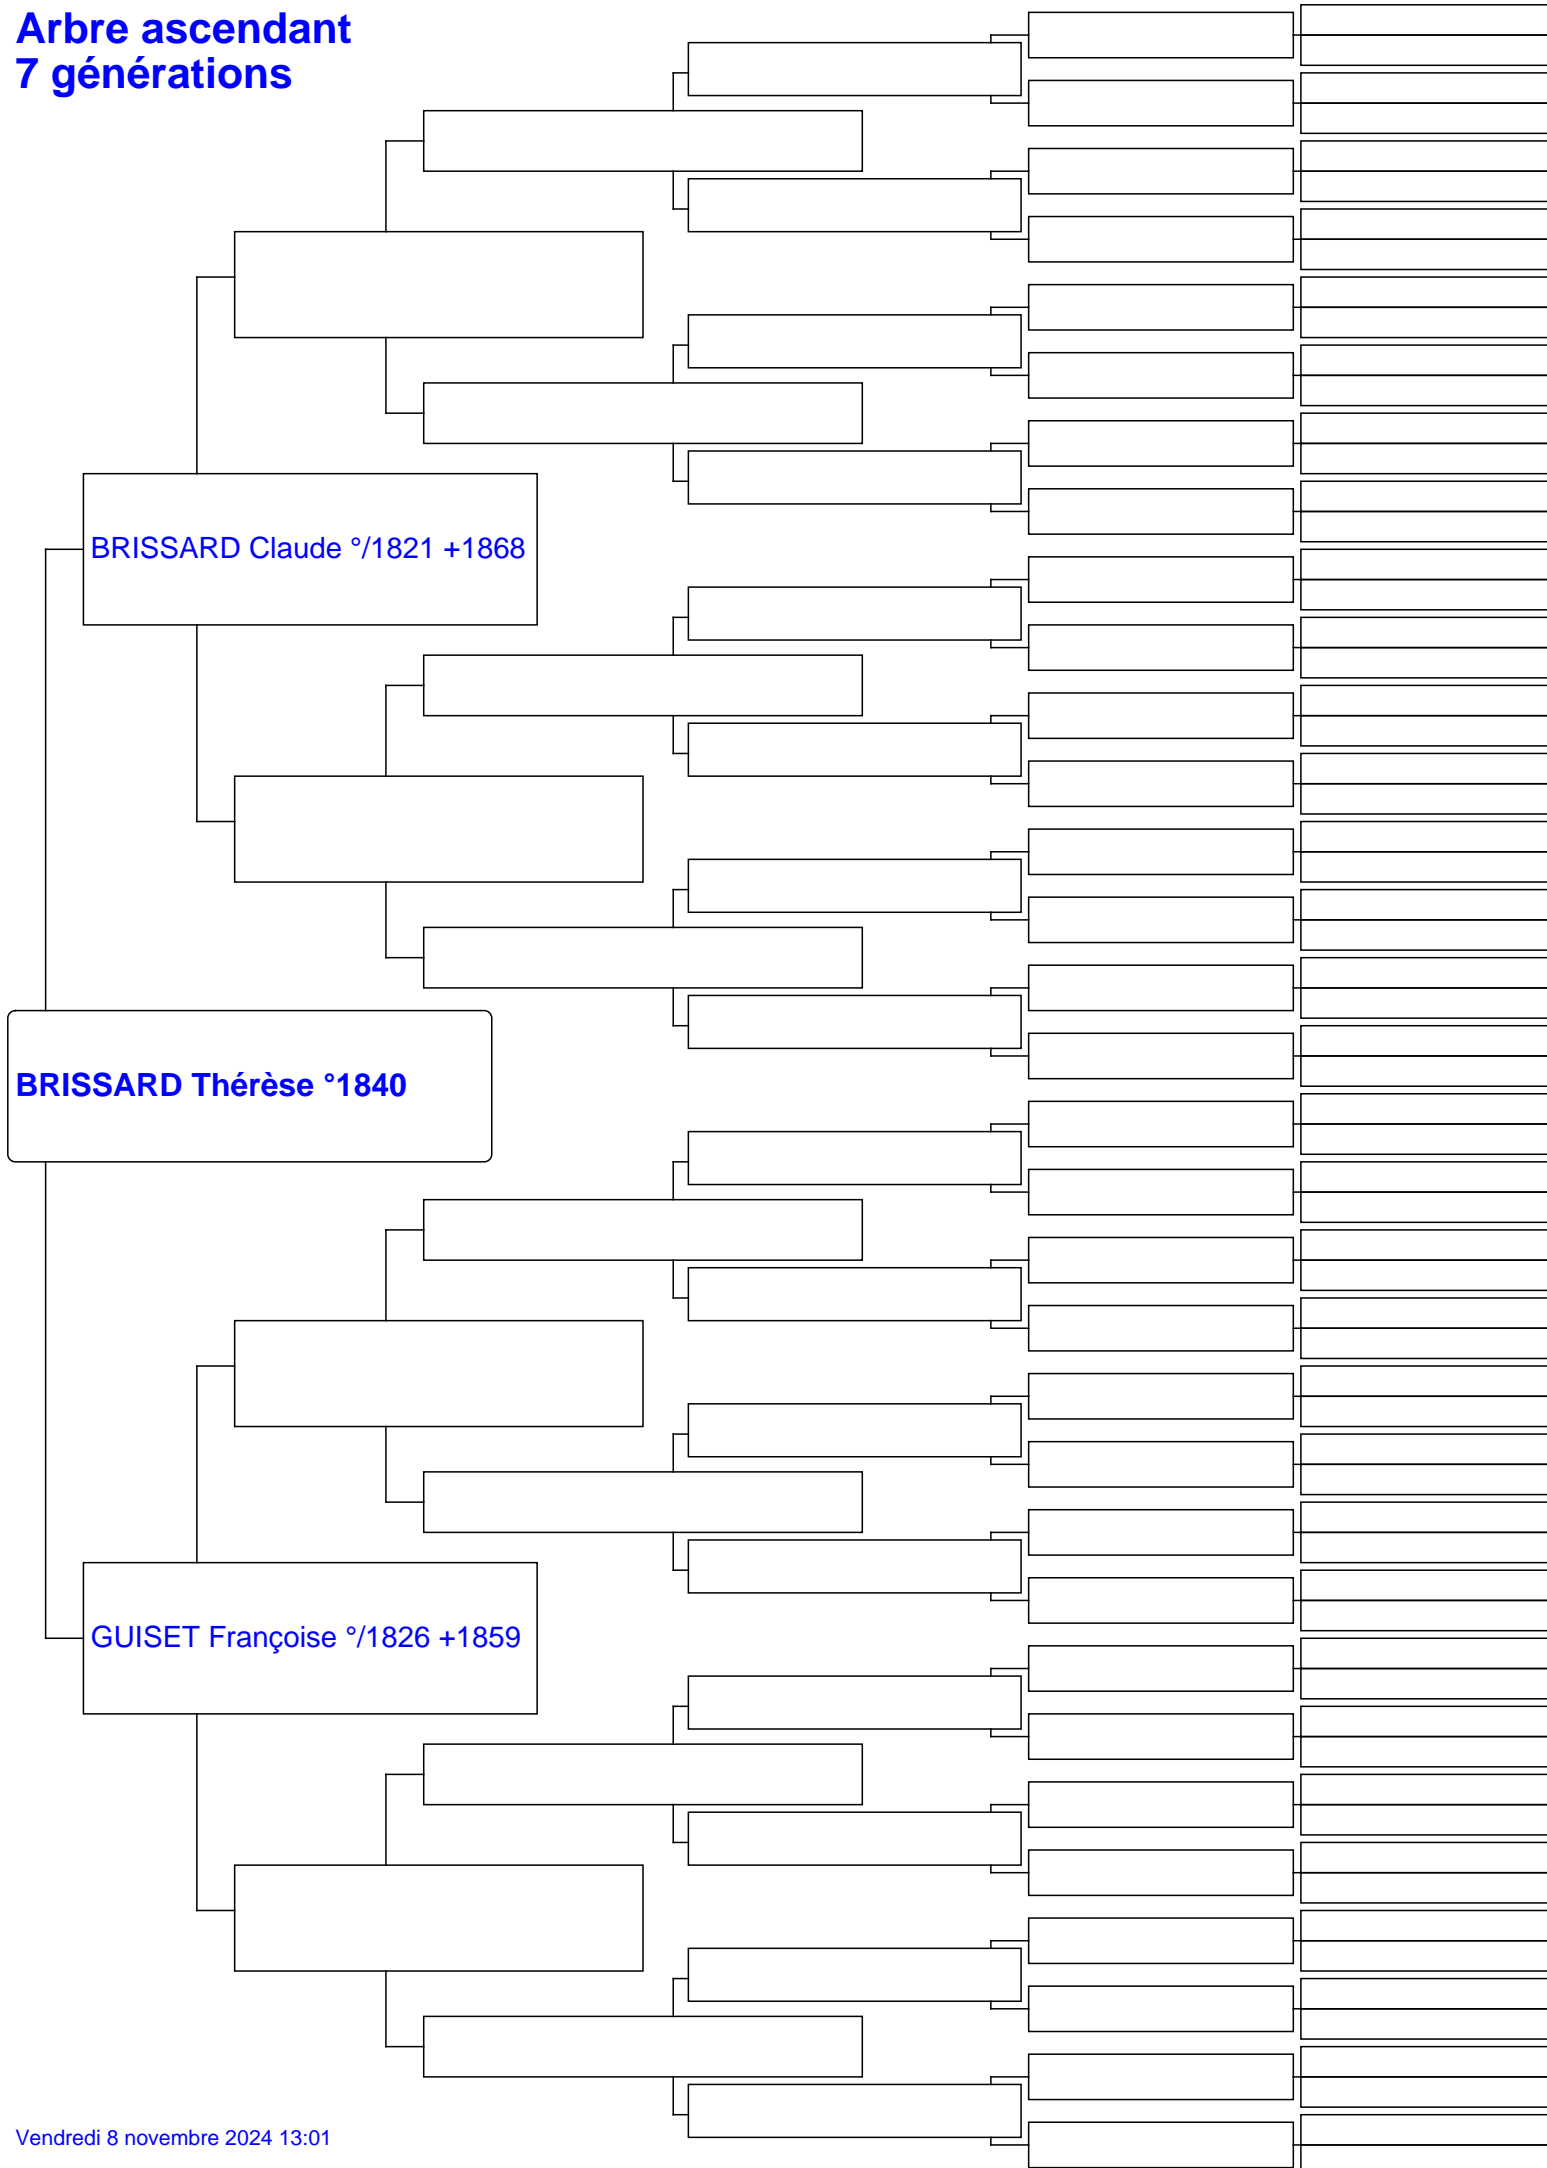 Arbre ascendant
7 générations
BRISSARD Claude °/1821 +1868
BRISSARD Thérèse °1840
GUISET Françoise °/1826 +1859
Vendredi 8 novembre 2024 13:01